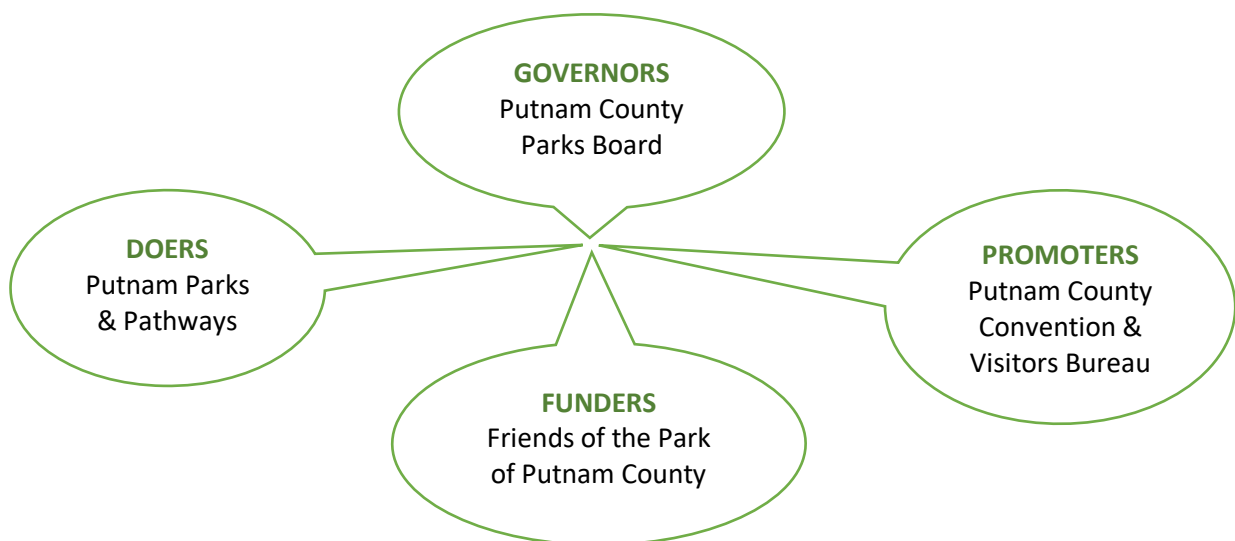 GOVERNORS
Putnam County
Parks Board
DOERS
Putnam Parks
& Pathways
PROMOTERS
Putnam County
Convention &
Visitors Bureau
FUNDERS
Friends of the Park
of Putnam County